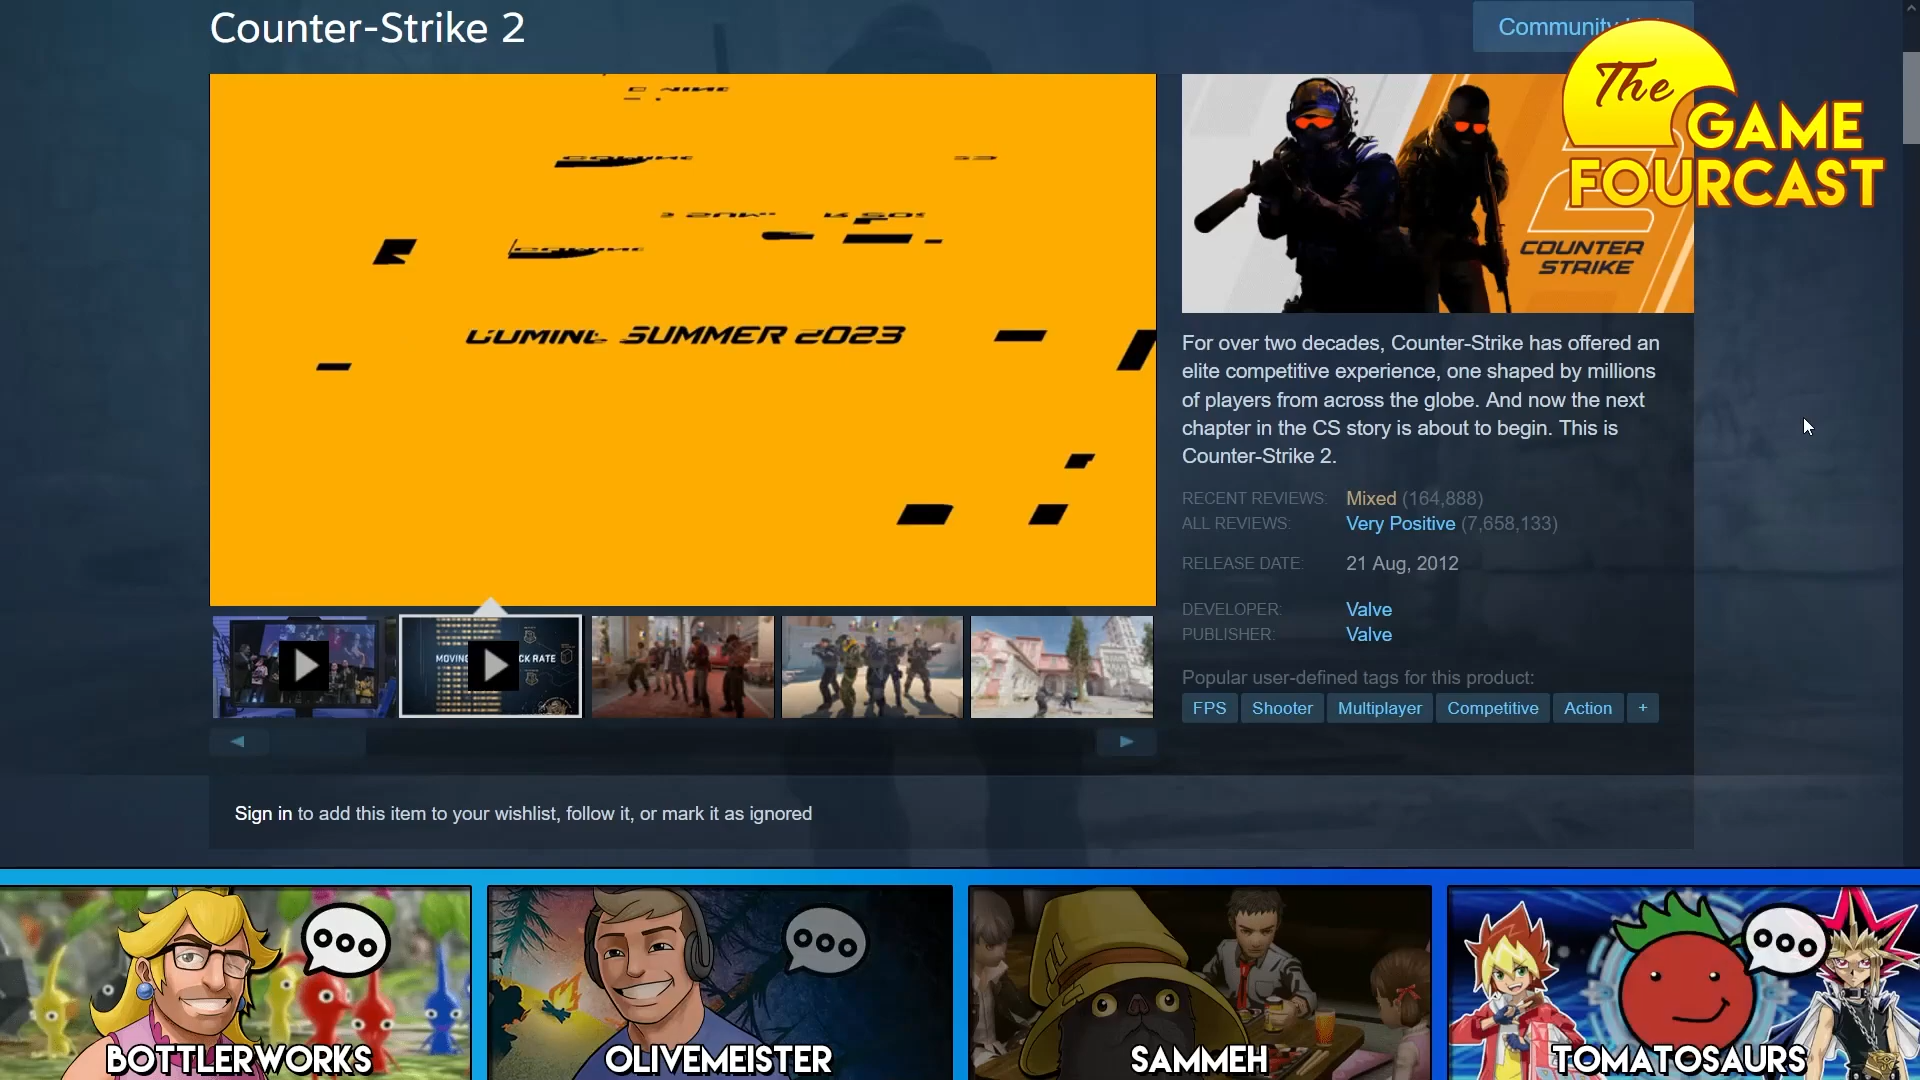 Counter-Strike 2
Community
The
GAME
FOURCAST
COMING SUMMER 2023
COUNTER
STRIKE
For over two decades, Counter-Strike has offered an
elite competitive experience, one shaped by millions
of players from across the globe. And now the next
chapter in the CS story is about to begin. This is
Counter-Strike 2.
RECENT REVIEWS: Mixed (164,888)
ALL REVIEWS: Very Positive (7,658,133)
RELEASE DATE: 21 Aug, 2012
DEVELOPER: Valve
PUBLISHER: Valve
Popular user-defined tags for this product:
FPS Shooter Multiplayer Competitive Action +
MOVING CK RATE
Sign in to add this item to your wishlist, follow it, or mark it as ignored
BOTTLERWORKS
OLIVEMEISTER
SAMMEH
TOMATOSAURS